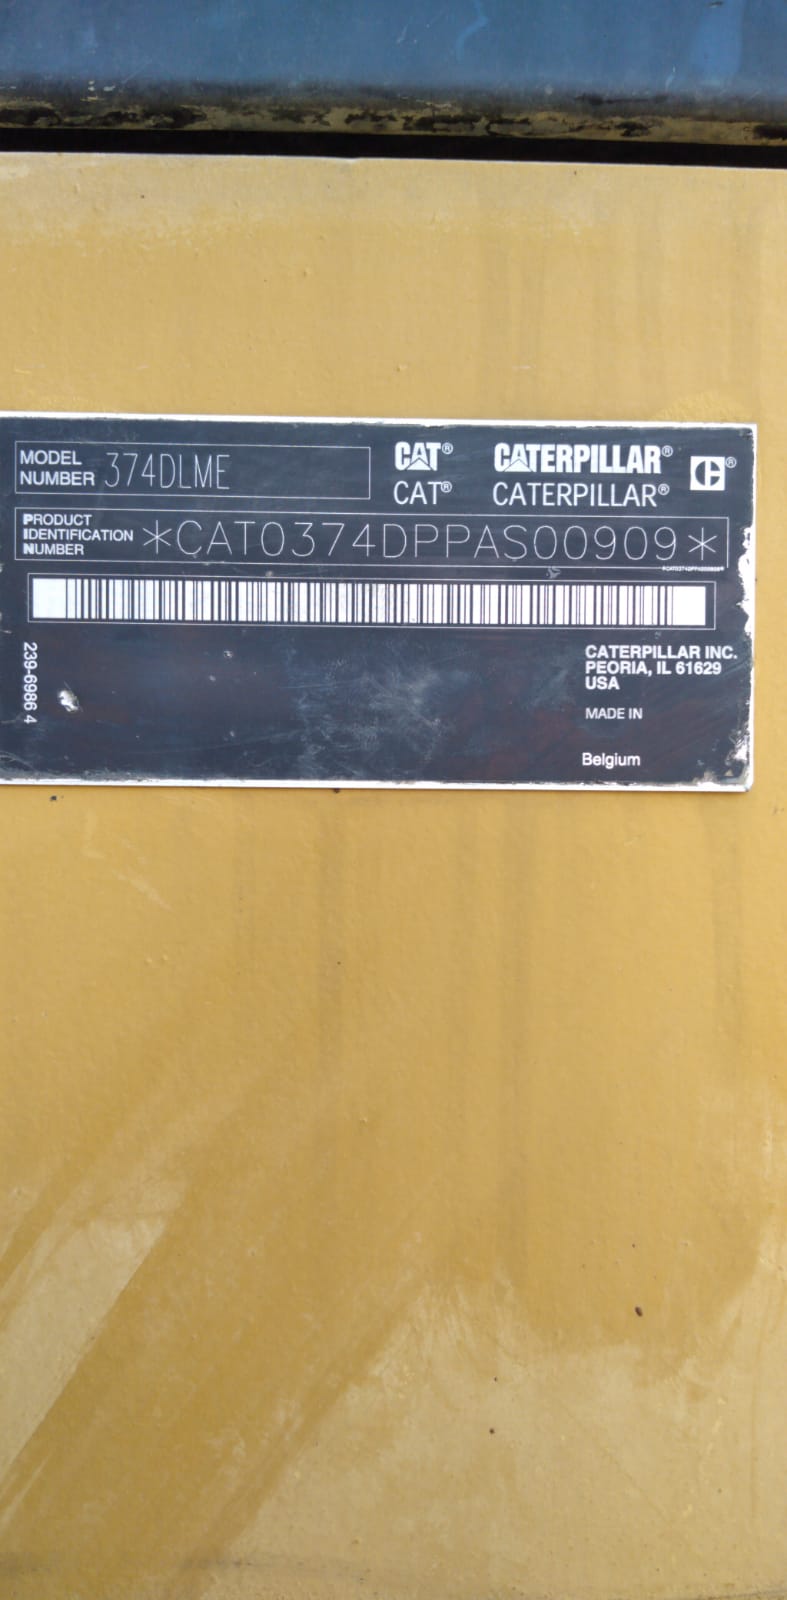 MODEL NUMBER 374DLME
CAT® CATERPILLAR®
CAT® CATERPILLAR®
PRODUCT IDENTIFICATION NUMBER *CAT0374DPPAS00909*
*CAT0374DPPAS00909*
239-6986 4
CATERPILLAR INC.
PEORIA, IL 61629
USA
MADE IN
Belgium